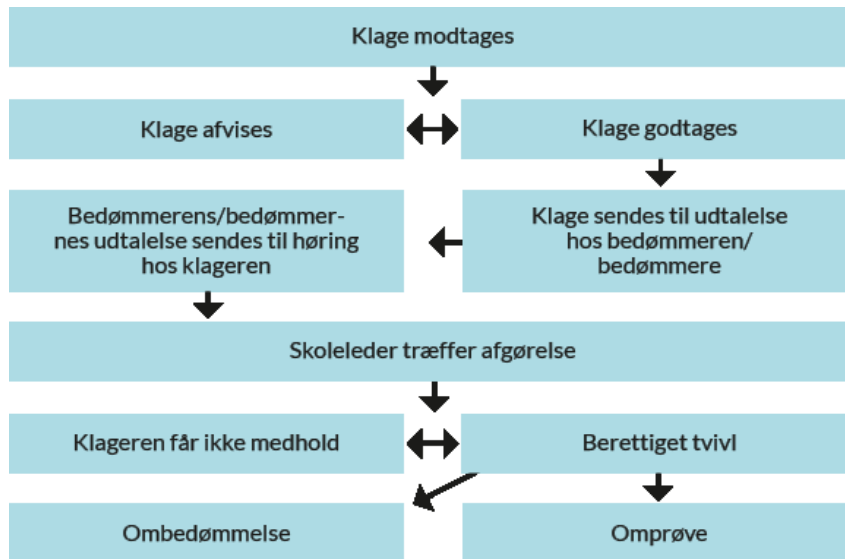 Klage modtages
Klage afvises
Klage godtages
Bedømmerens/bedømmer-
nes udtalelse sendes til høring
hos klageren
Klage sendes til udtalelse
hos bedømmeren/
bedømmere
Skoleleder træffer afgørelse
Klageren får ikke medhold
Berettiget tvivl
Ombedømmelse
Omprøve